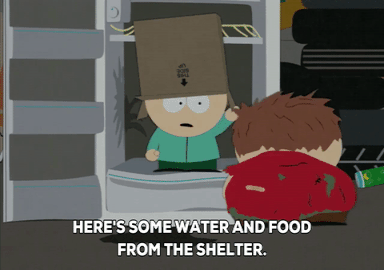 HERE'S SOME WATER AND FOOD
FROM THE SHELTER.